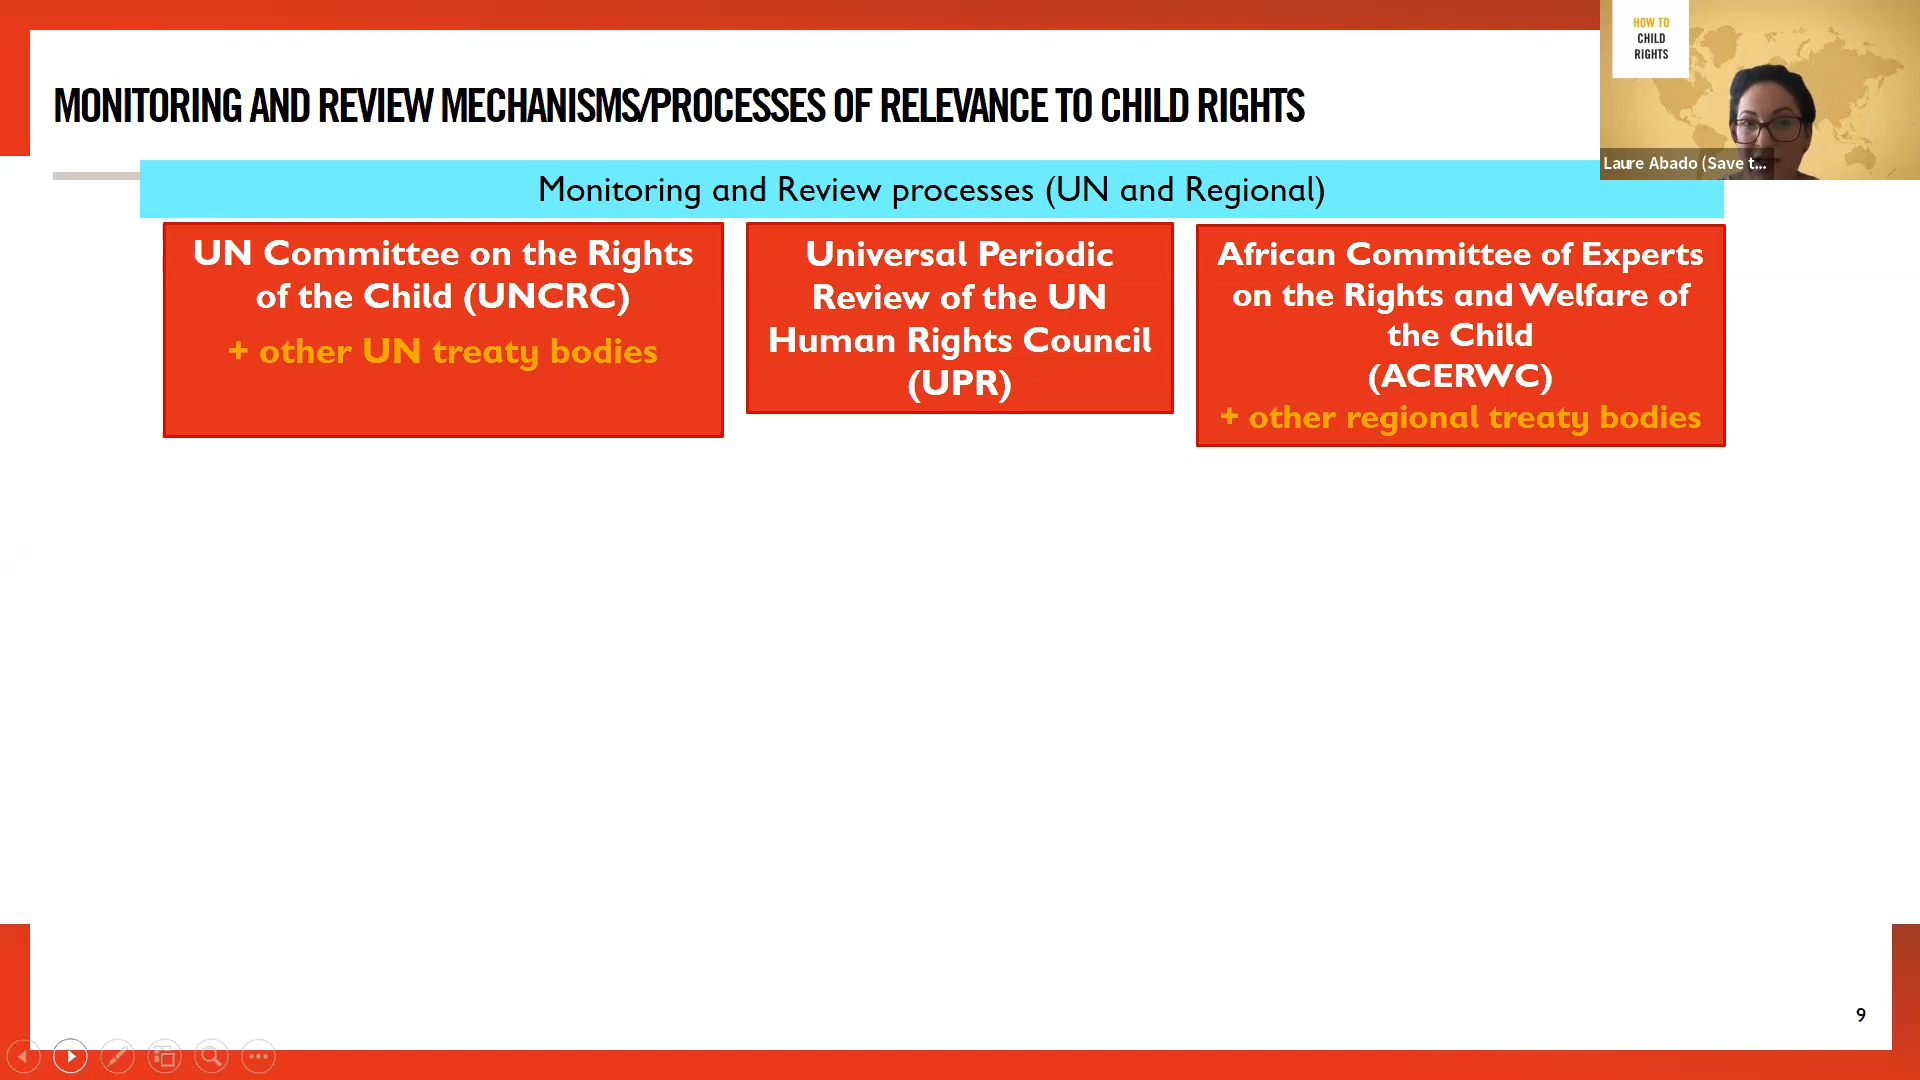 HOW TO
CHILD
RIGHTS
MONITORING AND REVIEW MECHANISMS/PROCESSES OF RELEVANCE TO CHILD RIGHTS
Laure Abado (Save t...
Monitoring and Review processes (UN and Regional)
UN Committee on the Rights
of the Child (UNCRC)
+ other UN treaty bodies
Universal Periodic
Review of the UN
Human Rights Council
(UPR)
African Committee of Experts
on the Rights and Welfare of
the Child
(ACERWC)
+ other regional treaty bodies
9